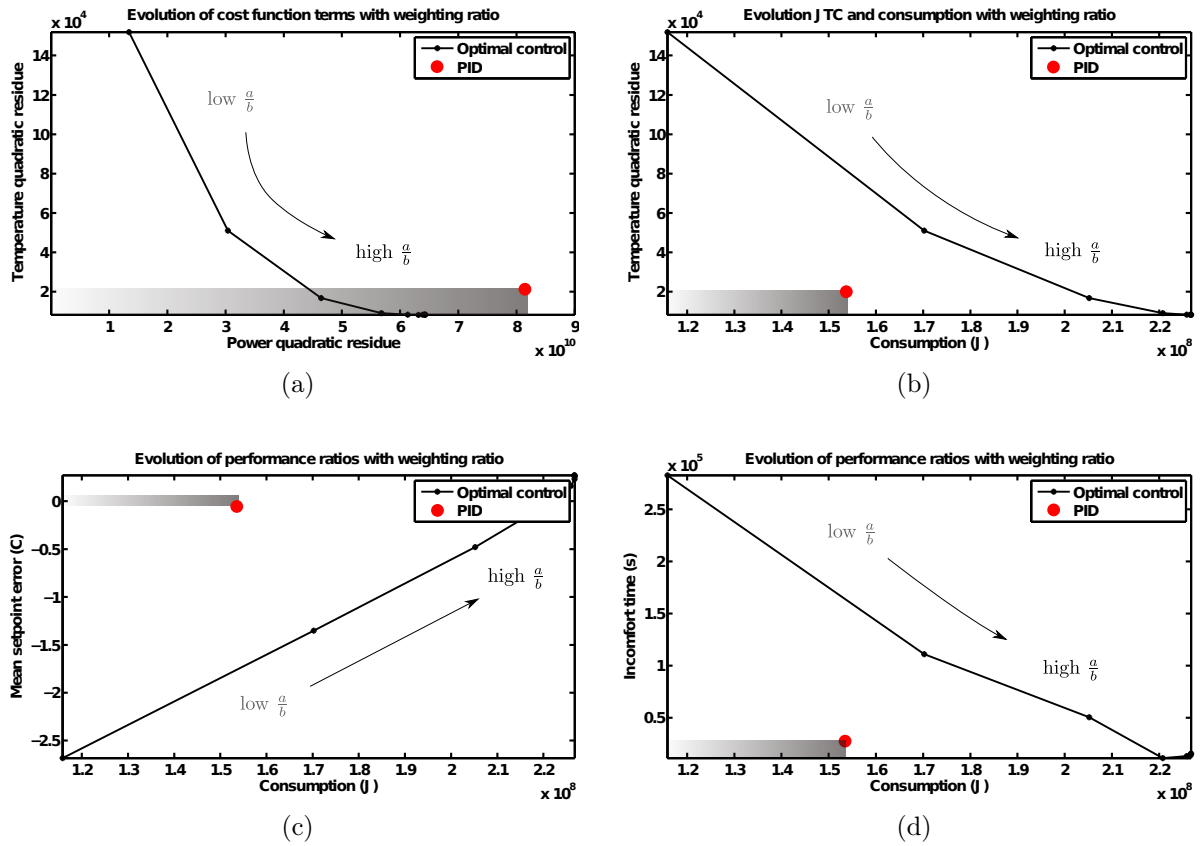 Evolution of cost function terms with weighting ratio
x 10^4
14
12
10
8
6
4
2
Temperature quadratic residue
Optimal control
PID
low a/b
high a/b
1 2 3 4 5 6 7 8 9
Power quadratic residue
x 10^10
(a)
Evolution JTC and consumption with weighting ratio
x 10^4
14
12
10
8
6
4
2
Temperature quadratic residue
Optimal control
PID
low a/b
high a/b
1.2 1.3 1.4 1.5 1.6 1.7 1.8 1.9 2 2.1 2.2
Consumption (J)
x 10^8
(b)
Evolution of performance ratios with weighting ratio
0
−0.5
−1
−1.5
−2
−2.5
Mean setpoint error (C)
Optimal control
PID
high a/b
low a/b
1.2 1.3 1.4 1.5 1.6 1.7 1.8 1.9 2 2.1 2.2
Consumption (J)
x 10^8
(c)
Evolution of performance ratios with weighting ratio
x 10^5
2.5
2
1.5
1
0.5
Incomfort time (s)
Optimal control
PID
low a/b
high a/b
1.2 1.3 1.4 1.5 1.6 1.7 1.8 1.9 2 2.1 2.2
Consumption (J)
x 10^8
(d)